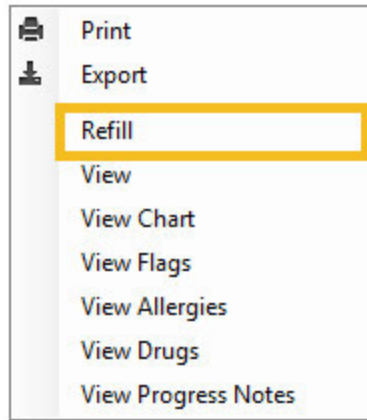 Print
Export
Refill
View
View Chart
View Flags
View Allergies
View Drugs
View Progress Notes